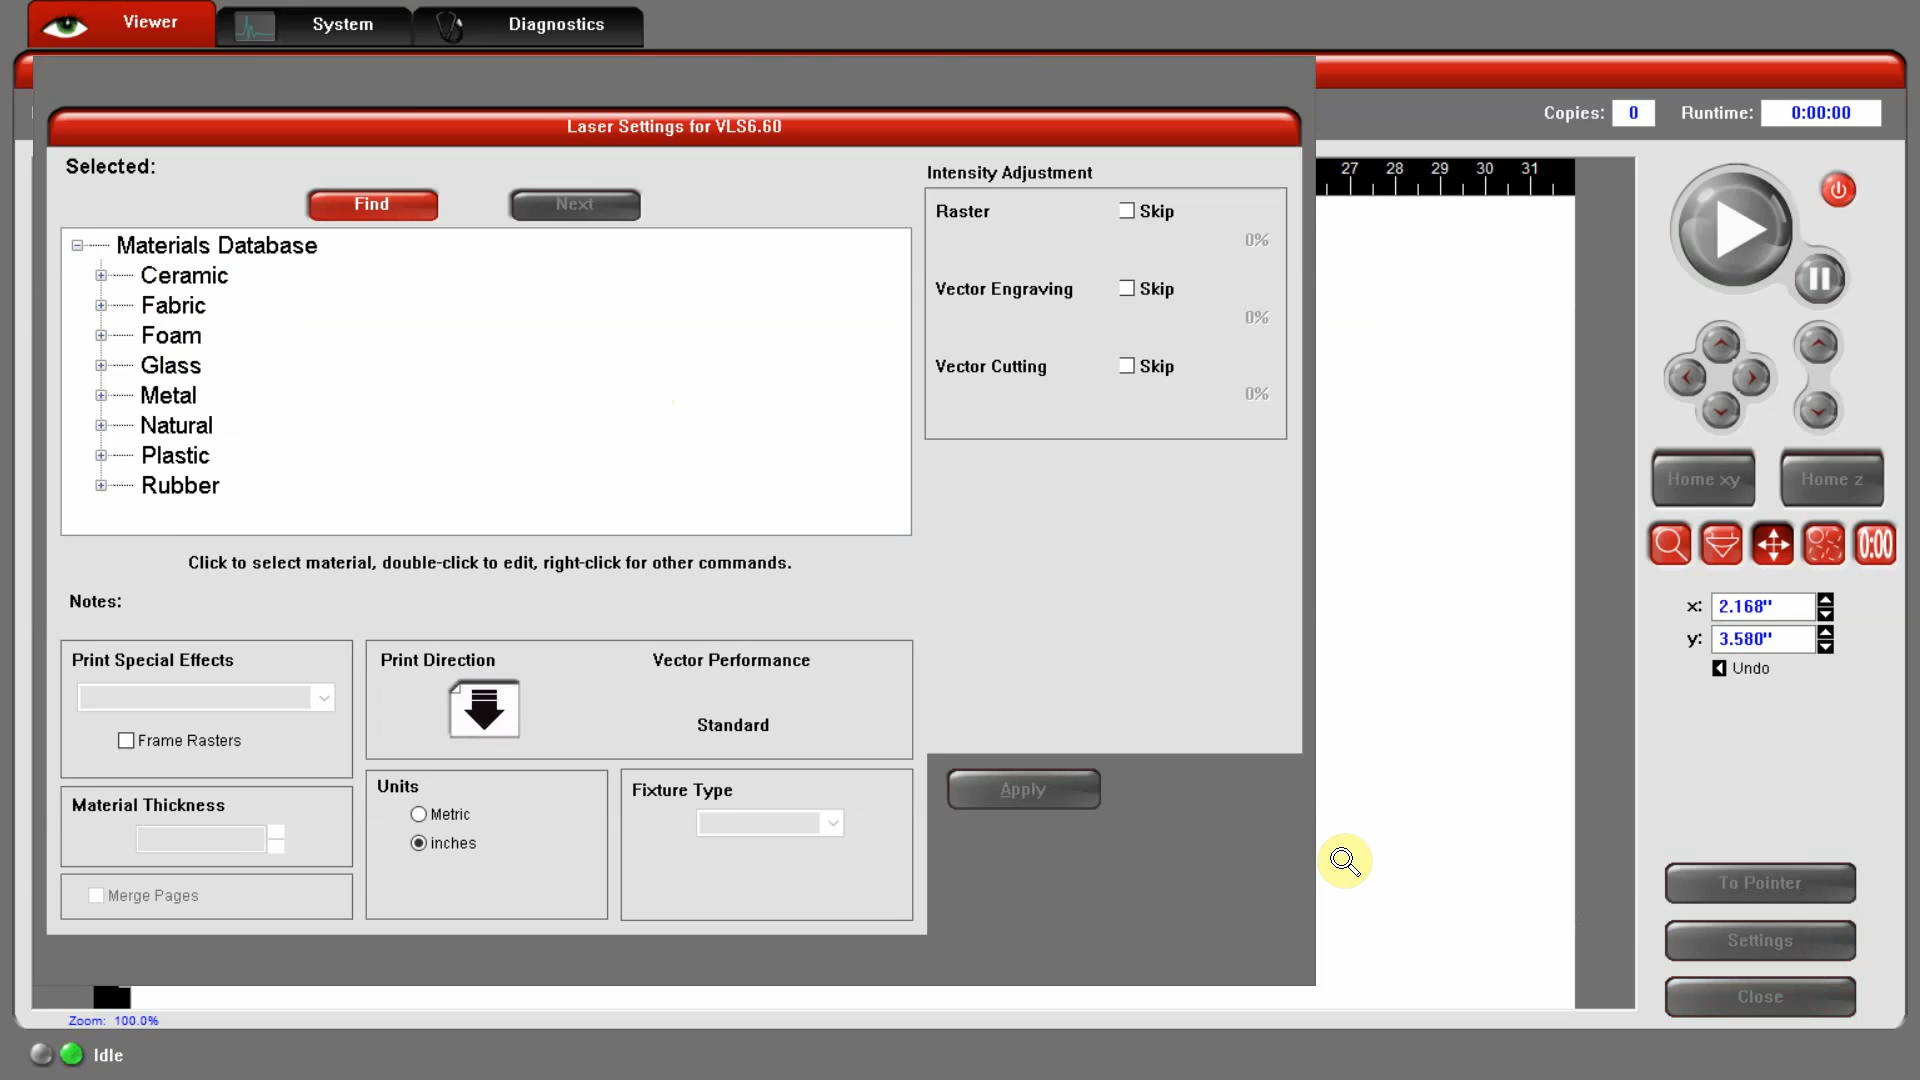 Viewer
System
Diagnostics
Copies: 0
Runtime: 0:00:00
Laser Settings for VLS6.60
Selected:
Find
Next
Materials Database
Ceramic
Fabric
Foam
Glass
Metal
Natural
Plastic
Rubber
Click to select material, double-click to edit, right-click for other commands.
Notes:
Print Special Effects
Frame Rasters
Material Thickness
Merge Pages
Print Direction
Vector Performance
Standard
Units
Metric
inches
Fixture Type
Intensity Adjustment
Raster
Skip
0%
Vector Engraving
Skip
0%
Vector Cutting
Skip
0%
Apply
27 28 29 30 31
Home xy
Home z
0:00
x: 2.168"
y: 3.580"
Undo
To Pointer
Settings
Close
Zoom: 100.0%
Idle